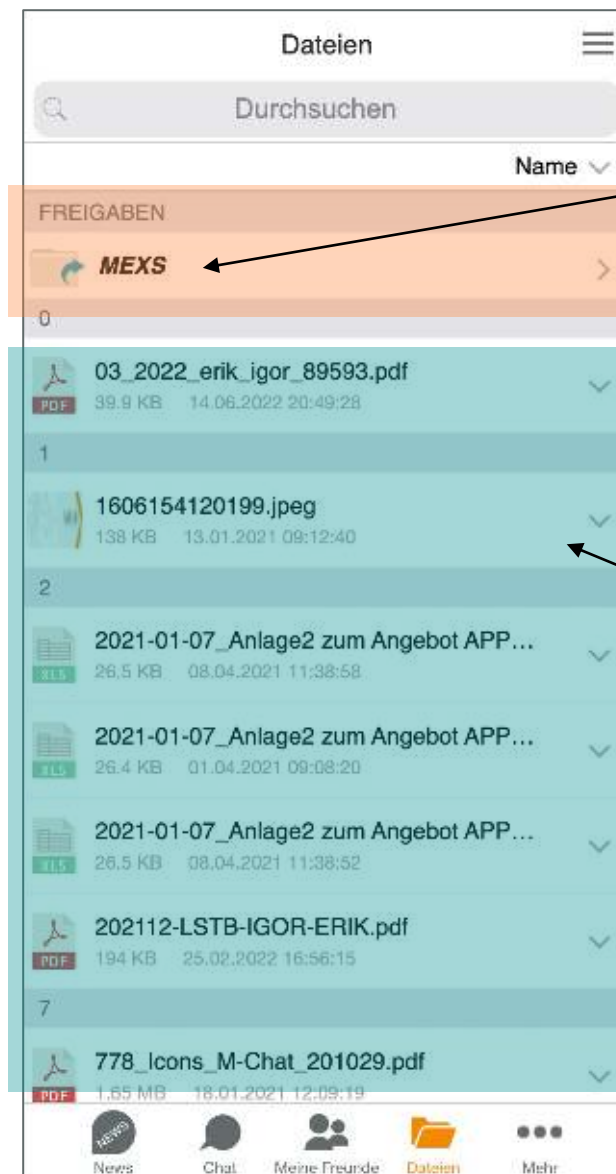 Dateien
Durchsuchen
Name
FREIGABEN
MEXS
0
03_2022_erik_igor_89593.pdf
PDF 39.9 KB 14.06.2022 20:49:28
1
1606154120199.jpeg
138 KB 13.01.2021 09:12:40
2
2021-01-07_Anlage2 zum Angebot APP...
XLS 26.5 KB 08.04.2021 11:38:58
2021-01-07_Anlage2 zum Angebot APP...
XLS 26.4 KB 01.04.2021 09:08:20
2021-01-07_Anlage2 zum Angebot APP...
XLS 26.5 KB 08.04.2021 11:38:52
202112-LSTB-IGOR-ERIK.pdf
PDF 194 KB 25.02.2022 16:56:15
7
778_Icons_M-Chat_201029.pdf
PDF 1.65 MB 18.01.2021 12:09:19
NEWS
News Chat Meine Freunde Dateien Mehr